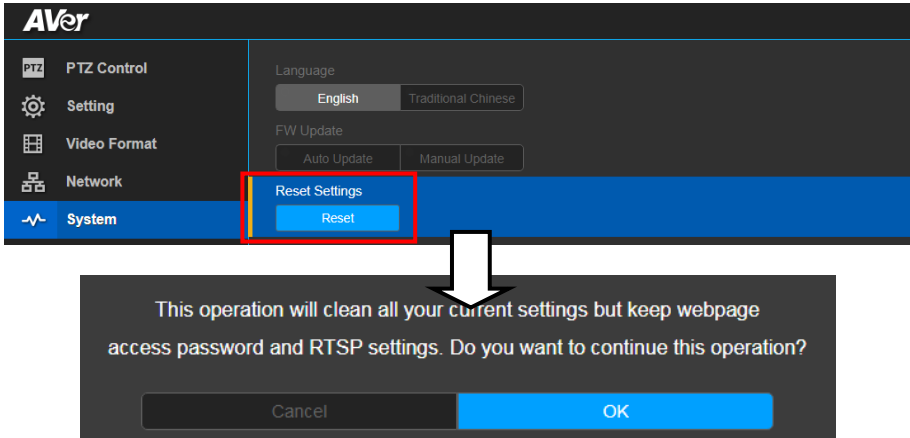 AVer
PTZ PTZ Control
Setting
Video Format
Network
System
Language
English Traditional Chinese
FW Update
Auto Update Manual Update
Reset Settings
Reset
This operation will clean all your current settings but keep webpage
access password and RTSP settings. Do you want to continue this operation?
Cancel OK